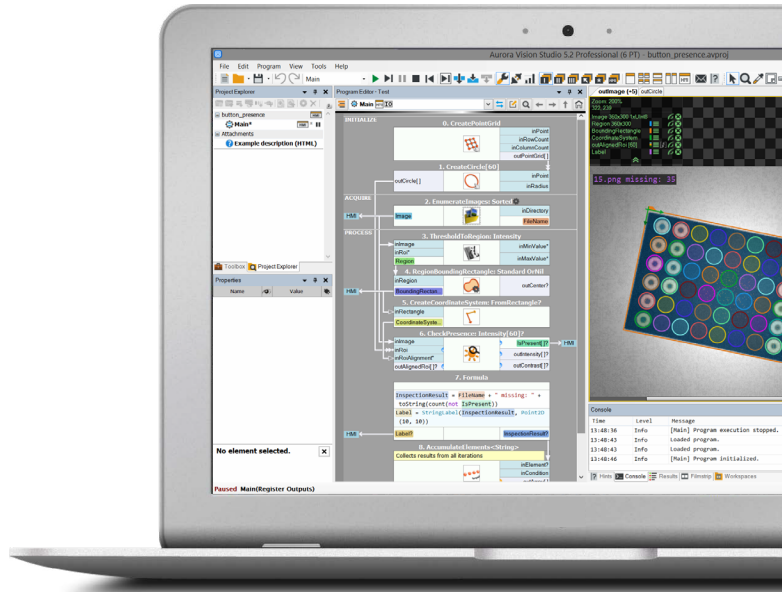 Aurora Vision Studio 5.2 Professional (6 PT) - button_presence.avproj
File Edit Program View Tools Help
Main
Project Explorer
Program Editor - Test
outImage (+5) outCircle
button_presence
Main*
Attachments
Example description (HTML)
Main
INITIALIZE
0. CreatePointGrid
inPoint
inRowCount
inColumnCount
outPointGrid[]
1. CreateCircle[60]
outCircle[]
inPoint
inRadius
ACQUIRE
2. EnumerateImages: Sorted
HMI
Image
inDirectory
FileName
PROCESS
3. ThresholdToRegion: Intensity
inImage
inRoi*
Region
inMinValue*
inMaxValue*
4. RegionBoundingRectangle: Standard OrNil
inRegion
outCenter?
HMI
BoundingRectan...
5. CreateCoordinateSystem: FromRectangle?
inRectangle
CoordinateSyste...
6. CheckPresence: Intensity[60]?
inImage
inRoi
inRoiAlignment*
outAlignedRoi[]?
IsPresent[]?
HMI
outIntensity[]?
outContrast[]?
7. Formula
InspectionResult = FileName + " missing: " +
toString(count(not IsPresent))
Label = StringLabel(InspectionResult, Point2D
(10, 10))
HMI
Label?
InspectionResult?
8. AccumulateElements<String>
Collects results from all iterations
inElement?
inCondition
Toolbox Project Explorer
Properties
Name Value
No element selected.
Paused Main(Register Outputs)
Zoom: 200%
Region 360x300
BoundingRectangle
CoordinateSystem
outAlignedRoi [60]
Label
15.png missing: 35
Console
Time Level Message
13:48:36 Info [Main] Program execution stopped.
13:48:43 Info Loaded program.
13:48:43 Info Loaded program.
13:48:46 Info [Main] Program initialized.
Hints Console Results Filmstrip Workspaces